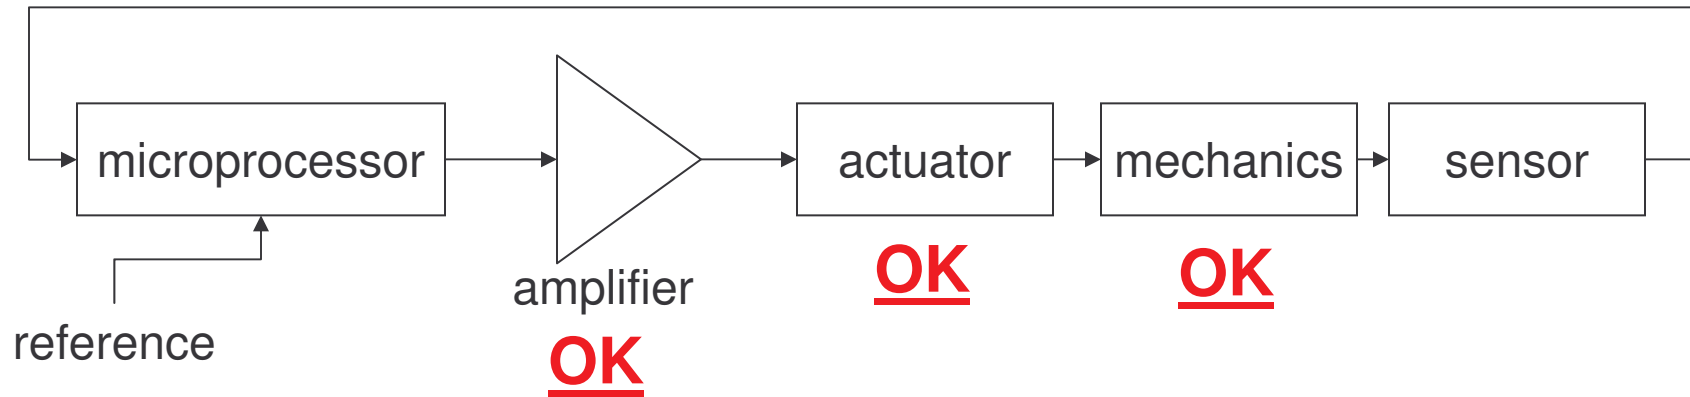 microprocessor
actuator
mechanics
sensor
amplifier
reference
OK
OK
OK